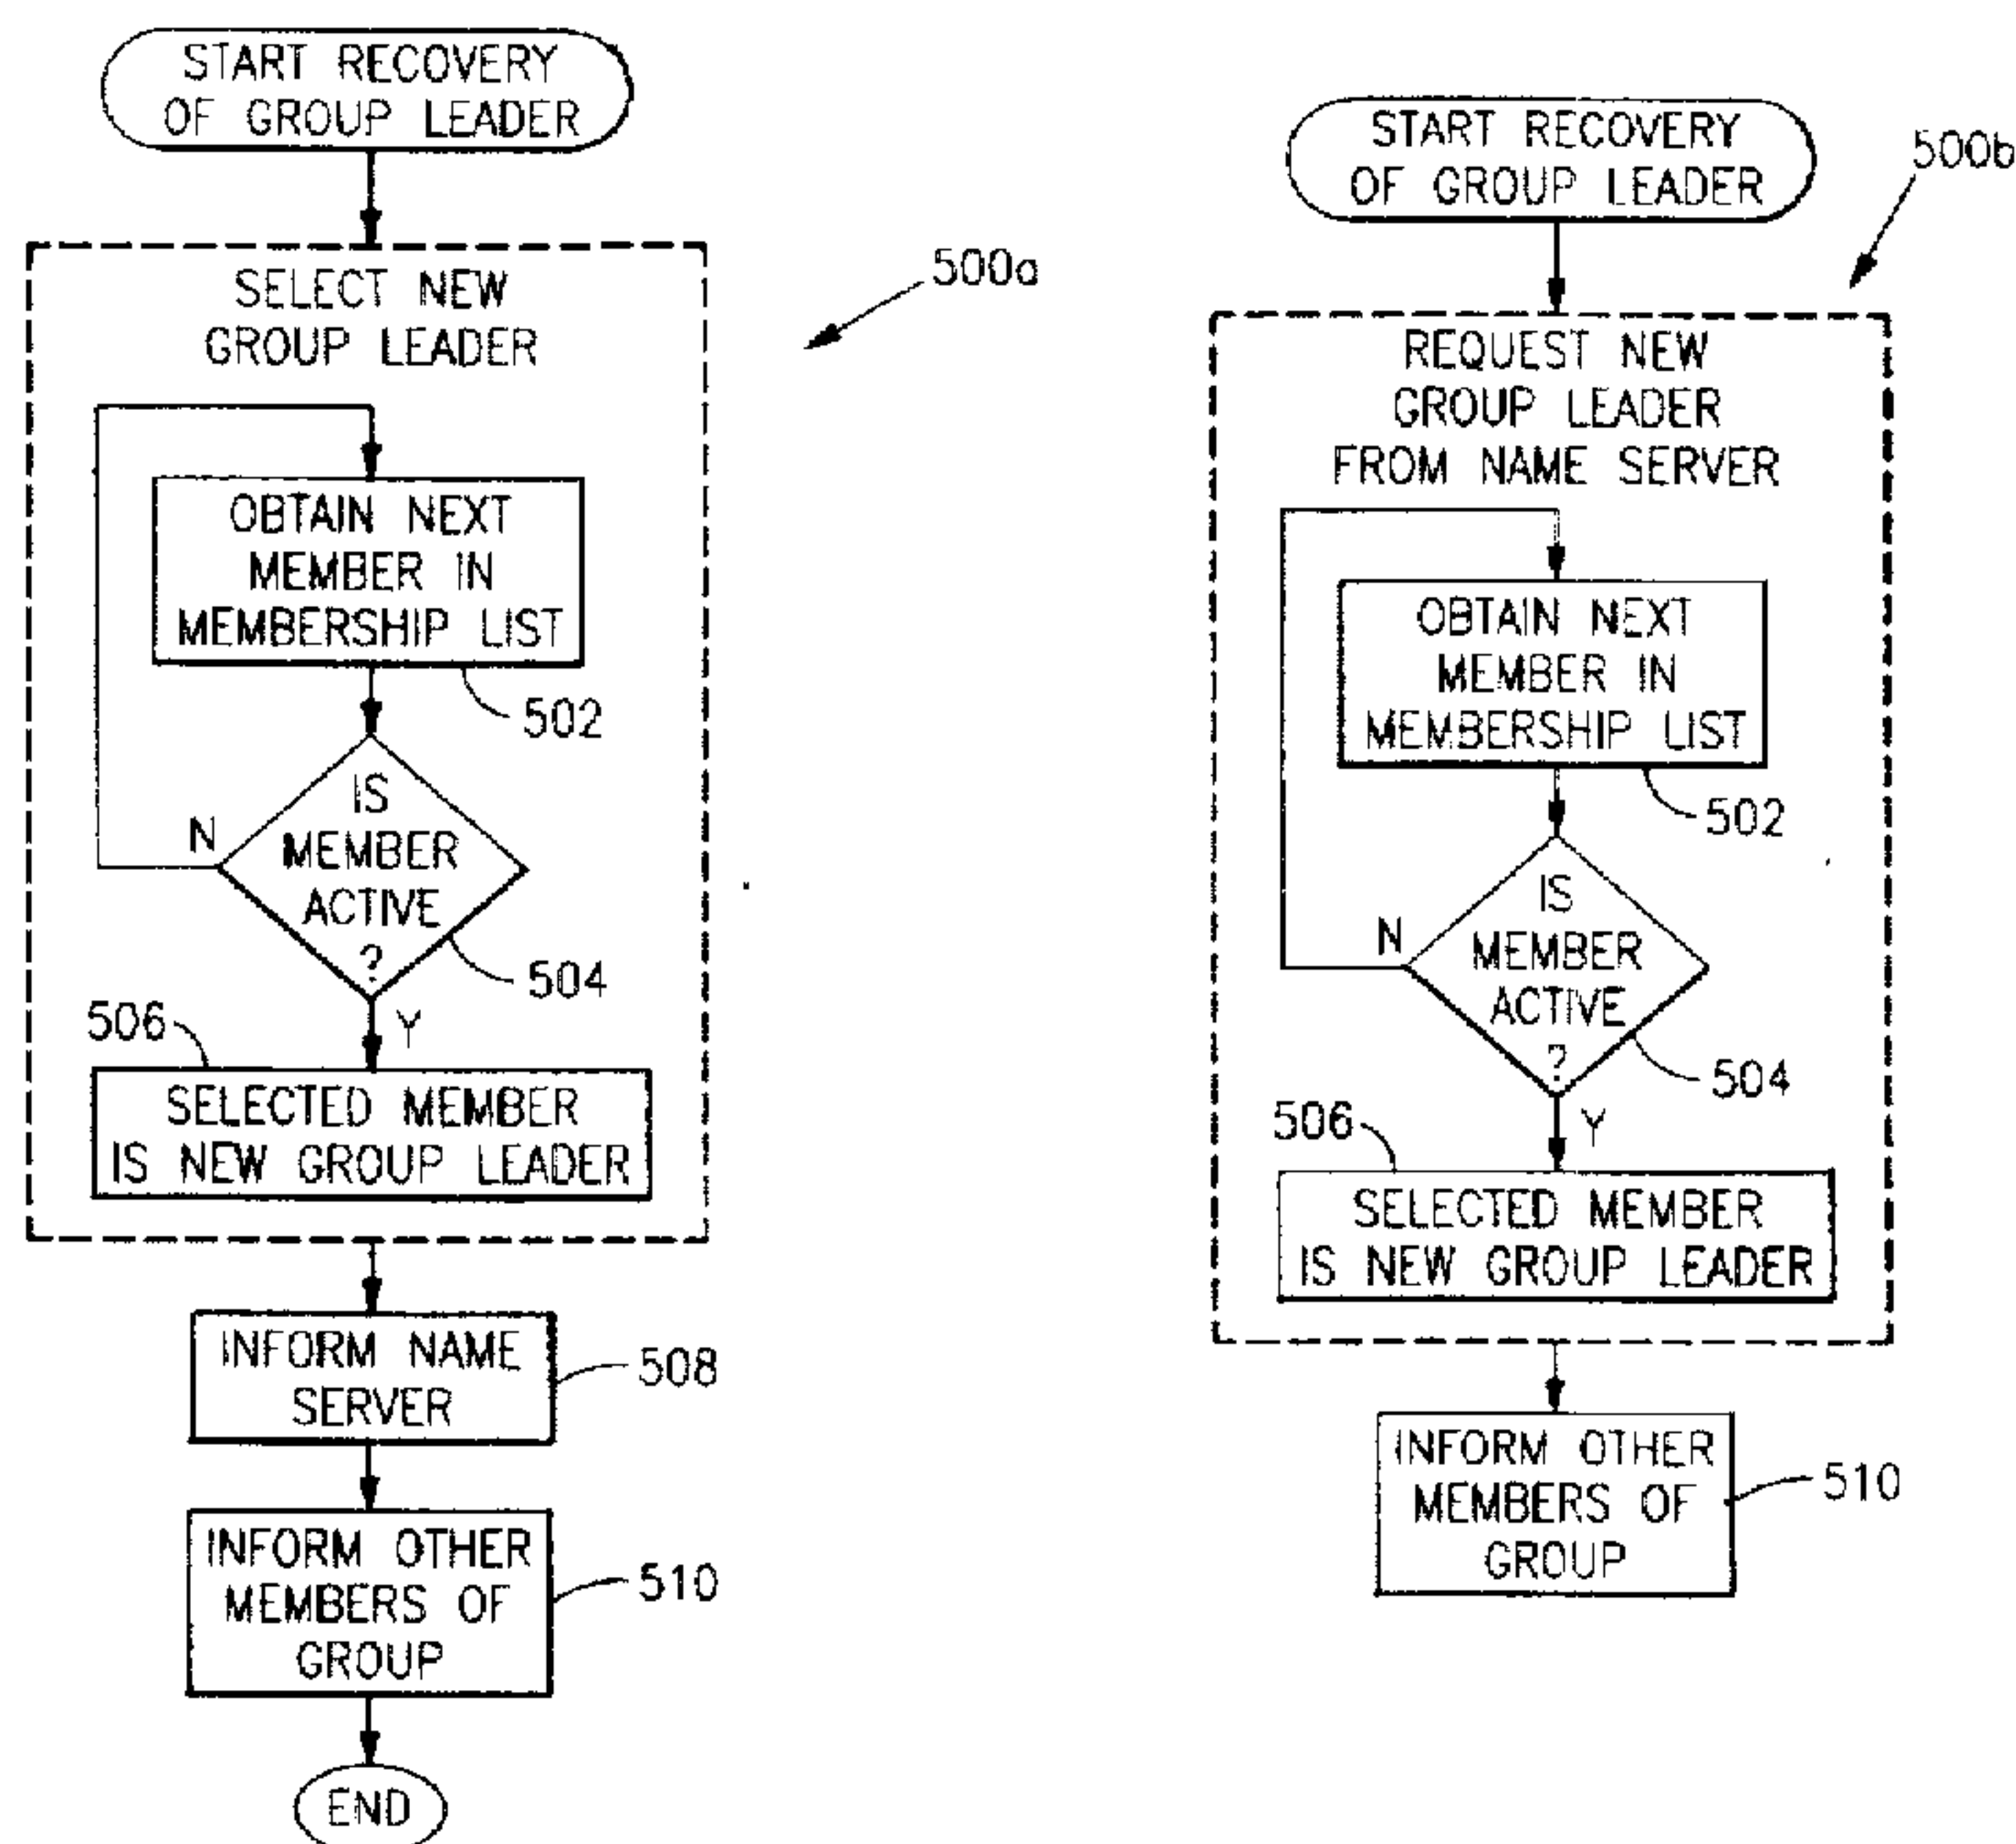 START RECOVERY
OF GROUP LEADER
500a
SELECT NEW
GROUP LEADER
OBTAIN NEXT
MEMBER IN
MEMBERSHIP LIST
502
IS
MEMBER
ACTIVE
?
N
504
Y
506
SELECTED MEMBER
IS NEW GROUP LEADER
INFORM NAME
SERVER
508
INFORM OTHER
MEMBERS OF
GROUP
510
END
START RECOVERY
OF GROUP LEADER
500b
REQUEST NEW
GROUP LEADER
FROM NAME SERVER
OBTAIN NEXT
MEMBER IN
MEMBERSHIP LIST
502
IS
MEMBER
ACTIVE
?
N
504
Y
506
SELECTED MEMBER
IS NEW GROUP LEADER
INFORM OTHER
MEMBERS OF
GROUP
510